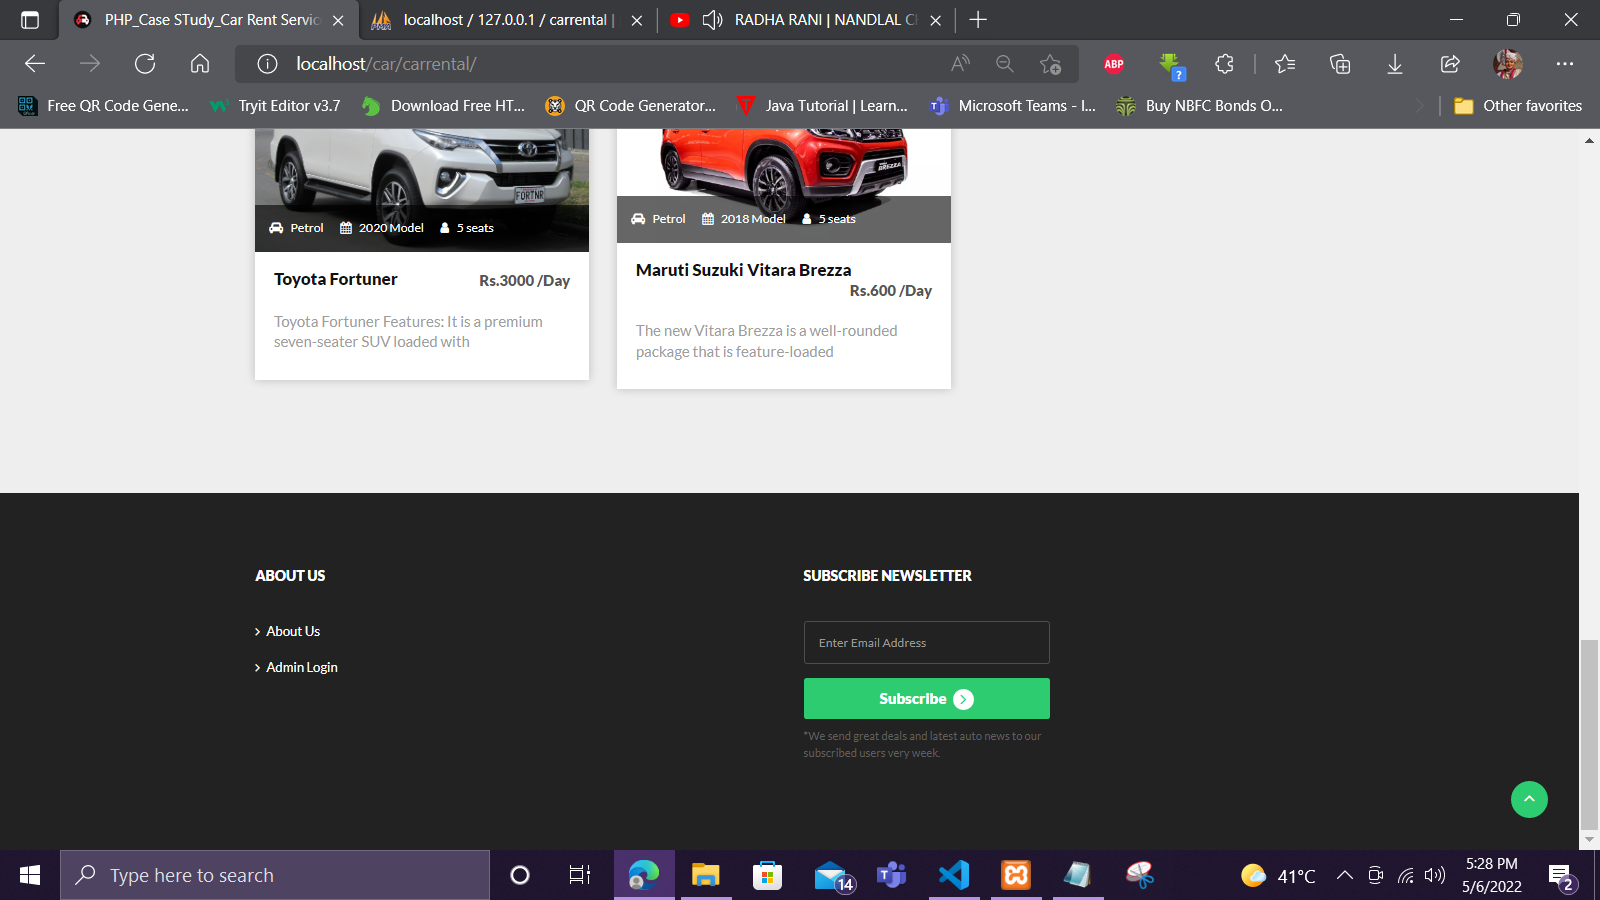 PHP_Case STudy_Car Rent Servic
localhost / 127.0.0.1 / carrental |
RADHA RANI | NANDLAL C
localhost/car/carrental/
ABP
?
Free QR Code Gene...
Tryit Editor v3.7
Download Free HT...
QR Code Generator...
Java Tutorial | Learn...
Microsoft Teams - I...
Buy NBFC Bonds O...
Other favorites
FORTNR
BREZZA
Petrol 2020 Model 5 seats
Petrol 2018 Model 5 seats
Toyota Fortuner
Rs.3000 /Day
Toyota Fortuner Features: It is a premium
seven-seater SUV loaded with
Maruti Suzuki Vitara Brezza
Rs.600 /Day
The new Vitara Brezza is a well-rounded
package that is feature-loaded
ABOUT US
About Us
Admin Login
SUBSCRIBE NEWSLETTER
Enter Email Address
Subscribe
*We send great deals and latest auto news to our
subscribed users very week.
Type here to search
14
41°C
5:28 PM
5/6/2022
2